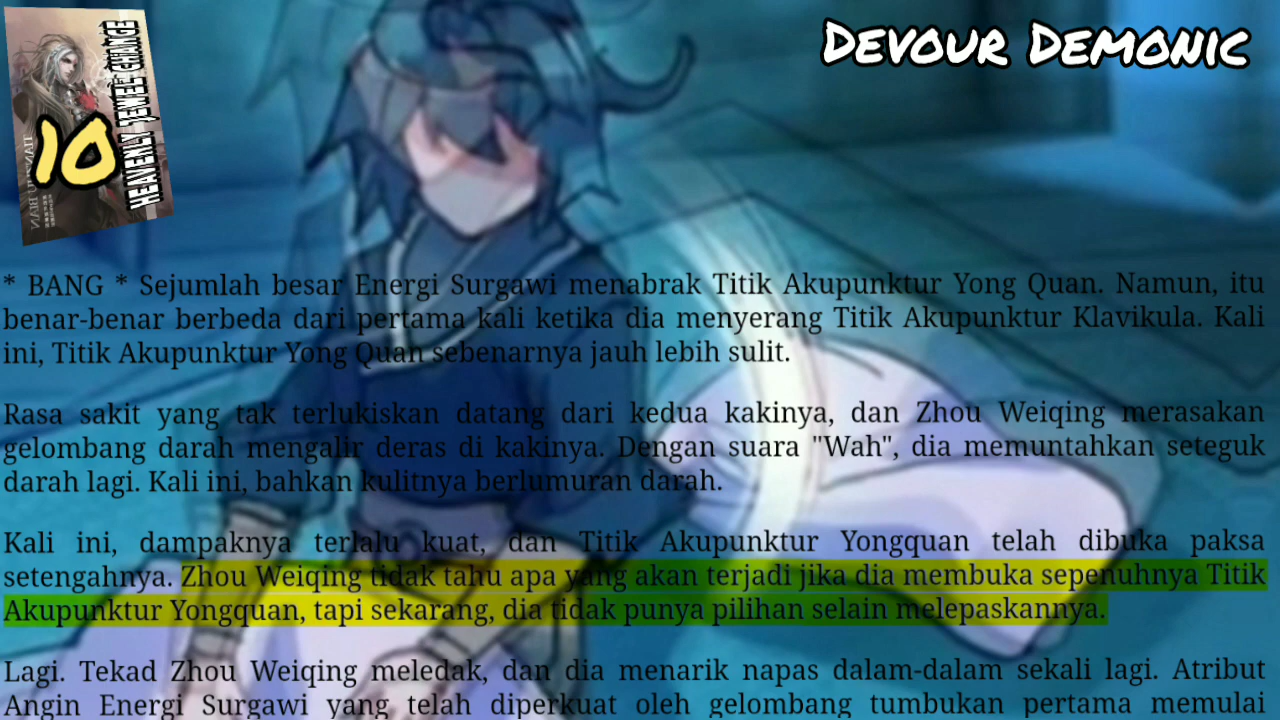 DEVOUR DEMONIC
HEAVENLY JEWEL CHANGE
10
* BANG * Sejumlah besar Energi Surgawi menabrak Titik Akupunktur Yong Quan. Namun, itu
benar-benar berbeda dari pertama kali ketika dia menyerang Titik Akupunktur Klavikula. Kali
ini, Titik Akupunktur Yong Quan sebenarnya jauh lebih sulit.
Rasa sakit yang tak terlukiskan datang dari kedua kakinya, dan Zhou Weiqing merasakan
gelombang darah mengalir deras di kakinya. Dengan suara "Wah", dia memuntahkan seteguk
darah lagi. Kali ini, bahkan kulitnya berlumuran darah.
Kali ini, dampaknya terlalu kuat, dan Titik Akupunktur Yongquan telah dibuka paksa
setengahnya. Zhou Weiqing tidak tahu apa yang akan terjadi jika dia membuka sepenuhnya Titik
Akupunktur Yongquan, tapi sekarang, dia tidak punya pilihan selain melepaskannya.
Lagi. Tekad Zhou Weiqing meledak, dan dia menarik napas dalam-dalam sekali lagi. Atribut
Angin Energi Surgawi yang telah diperkuat oleh gelombang tumbukan pertama memulai